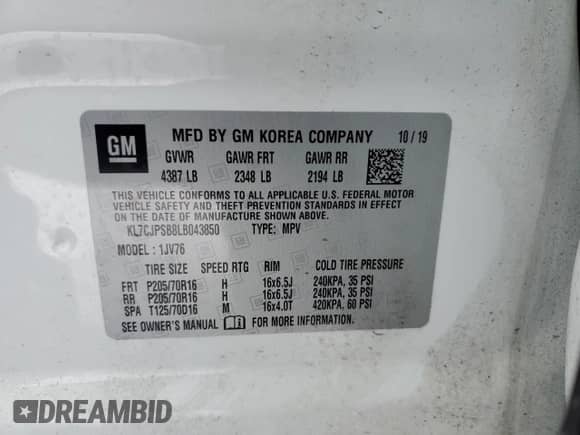 GM
MFD BY GM KOREA COMPANY 10 / 19
GVWR GAWR FRT GAWR RR
4387 LB 2348 LB 2194 LB
THIS VEHICLE CONFORMS TO ALL APPLICABLE U.S. FEDERAL MOTOR
VEHICLE SAFETY AND THEFT PREVENTION STANDARDS IN EFFECT
ON THE DATE OF MANUFACTURE SHOWN ABOVE.
KL7CJPSB8LB043850 TYPE: MPV
MODEL: 1JV76
TIRE SIZE SPEED RTG RIM COLD TIRE PRESSURE
FRT P205/70R16 H 16x6.5J 240KPA, 35 PSI
RR P205/70R16 H 16x6.5J 240KPA, 35 PSI
SPA T125/70D16 M 16x4.0T 420KPA, 60 PSI
SEE OWNER'S MANUAL FOR MORE INFORMATION.
DREAMBID